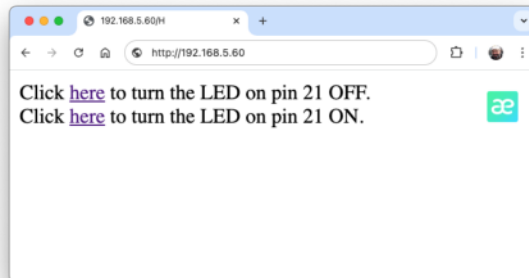 192.168.5.60/H
http://192.168.5.60
Click here to turn the LED on pin 21 OFF.
Click here to turn the LED on pin 21 ON.
æ